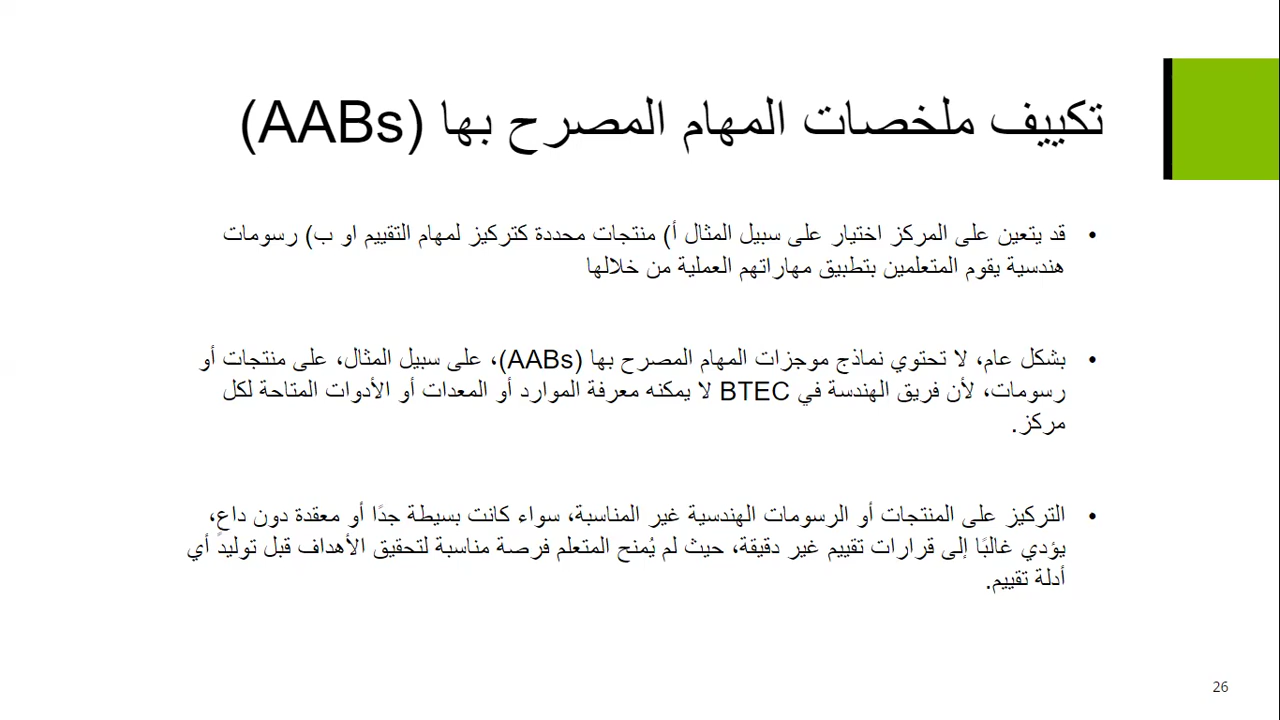 تكييف ملخصات المهام المصرح بها (AABs)
• قد يتعين على المركز اختيار على سبيل المثال أ) منتجات محددة كتركيز لمهام التقييم او ب) رسومات
هندسية يقوم المتعلمين بتطبيق مهاراتهم العملية من خلالها
• بشكل عام، لا تحتوي نماذج موجزات المهام المصرح بها (AABs)، على سبيل المثال، على منتجات أو
رسومات، لأن فريق الهندسة في BTEC لا يمكنه معرفة الموارد أو المعدات أو الأدوات المتاحة لكل
مركز.
• التركيز على المنتجات أو الرسومات الهندسية غير المناسبة، سواء كانت بسيطة جدًا أو معقدة دون داعٍ،
يؤدي غالبًا إلى قرارات تقييم غير دقيقة، حيث لم يُمنح المتعلم فرصة مناسبة لتحقيق الأهداف قبل توليد أي
أدلة تقييم.
26